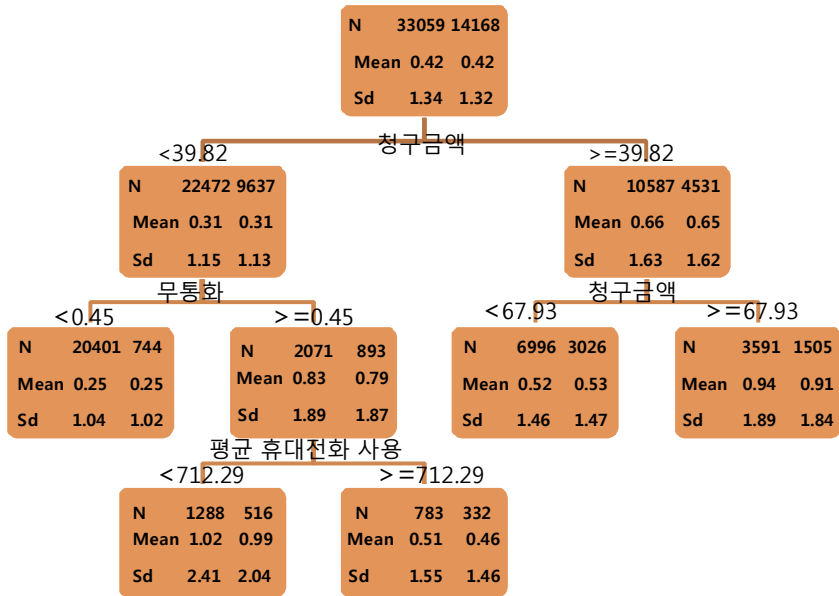 N 33059 14168
Mean 0.42 0.42
Sd 1.34 1.32
청구금액
<39.82 >=39.82
N 22472 9637
Mean 0.31 0.31
Sd 1.15 1.13
N 10587 4531
Mean 0.66 0.65
Sd 1.63 1.62
무통화
청구금액
<0.45 >=0.45
<67.93 >=67.93
N 20401 744
Mean 0.25 0.25
Sd 1.04 1.02
N 2071 893
Mean 0.83 0.79
Sd 1.89 1.87
N 6996 3026
Mean 0.52 0.53
Sd 1.46 1.47
N 3591 1505
Mean 0.94 0.91
Sd 1.89 1.84
평균 휴대전화 사용
<712.29 >=712.29
N 1288 516
Mean 1.02 0.99
Sd 2.41 2.04
N 783 332
Mean 0.51 0.46
Sd 1.55 1.46